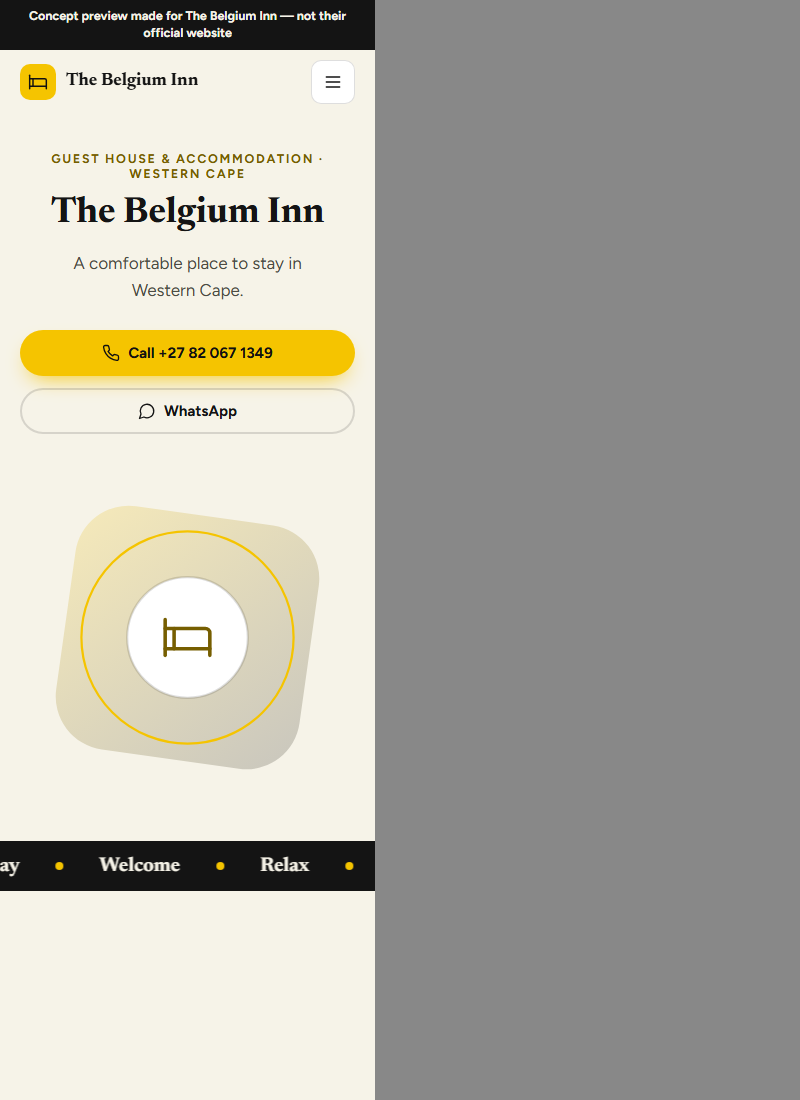 Concept preview made for The Belgium Inn — not their
official website
The Belgium Inn
GUEST HOUSE & ACCOMMODATION ·
WESTERN CAPE
The Belgium Inn
A comfortable place to stay in
Western Cape.
Call +27 82 067 1349
WhatsApp
ay • Welcome • Relax •